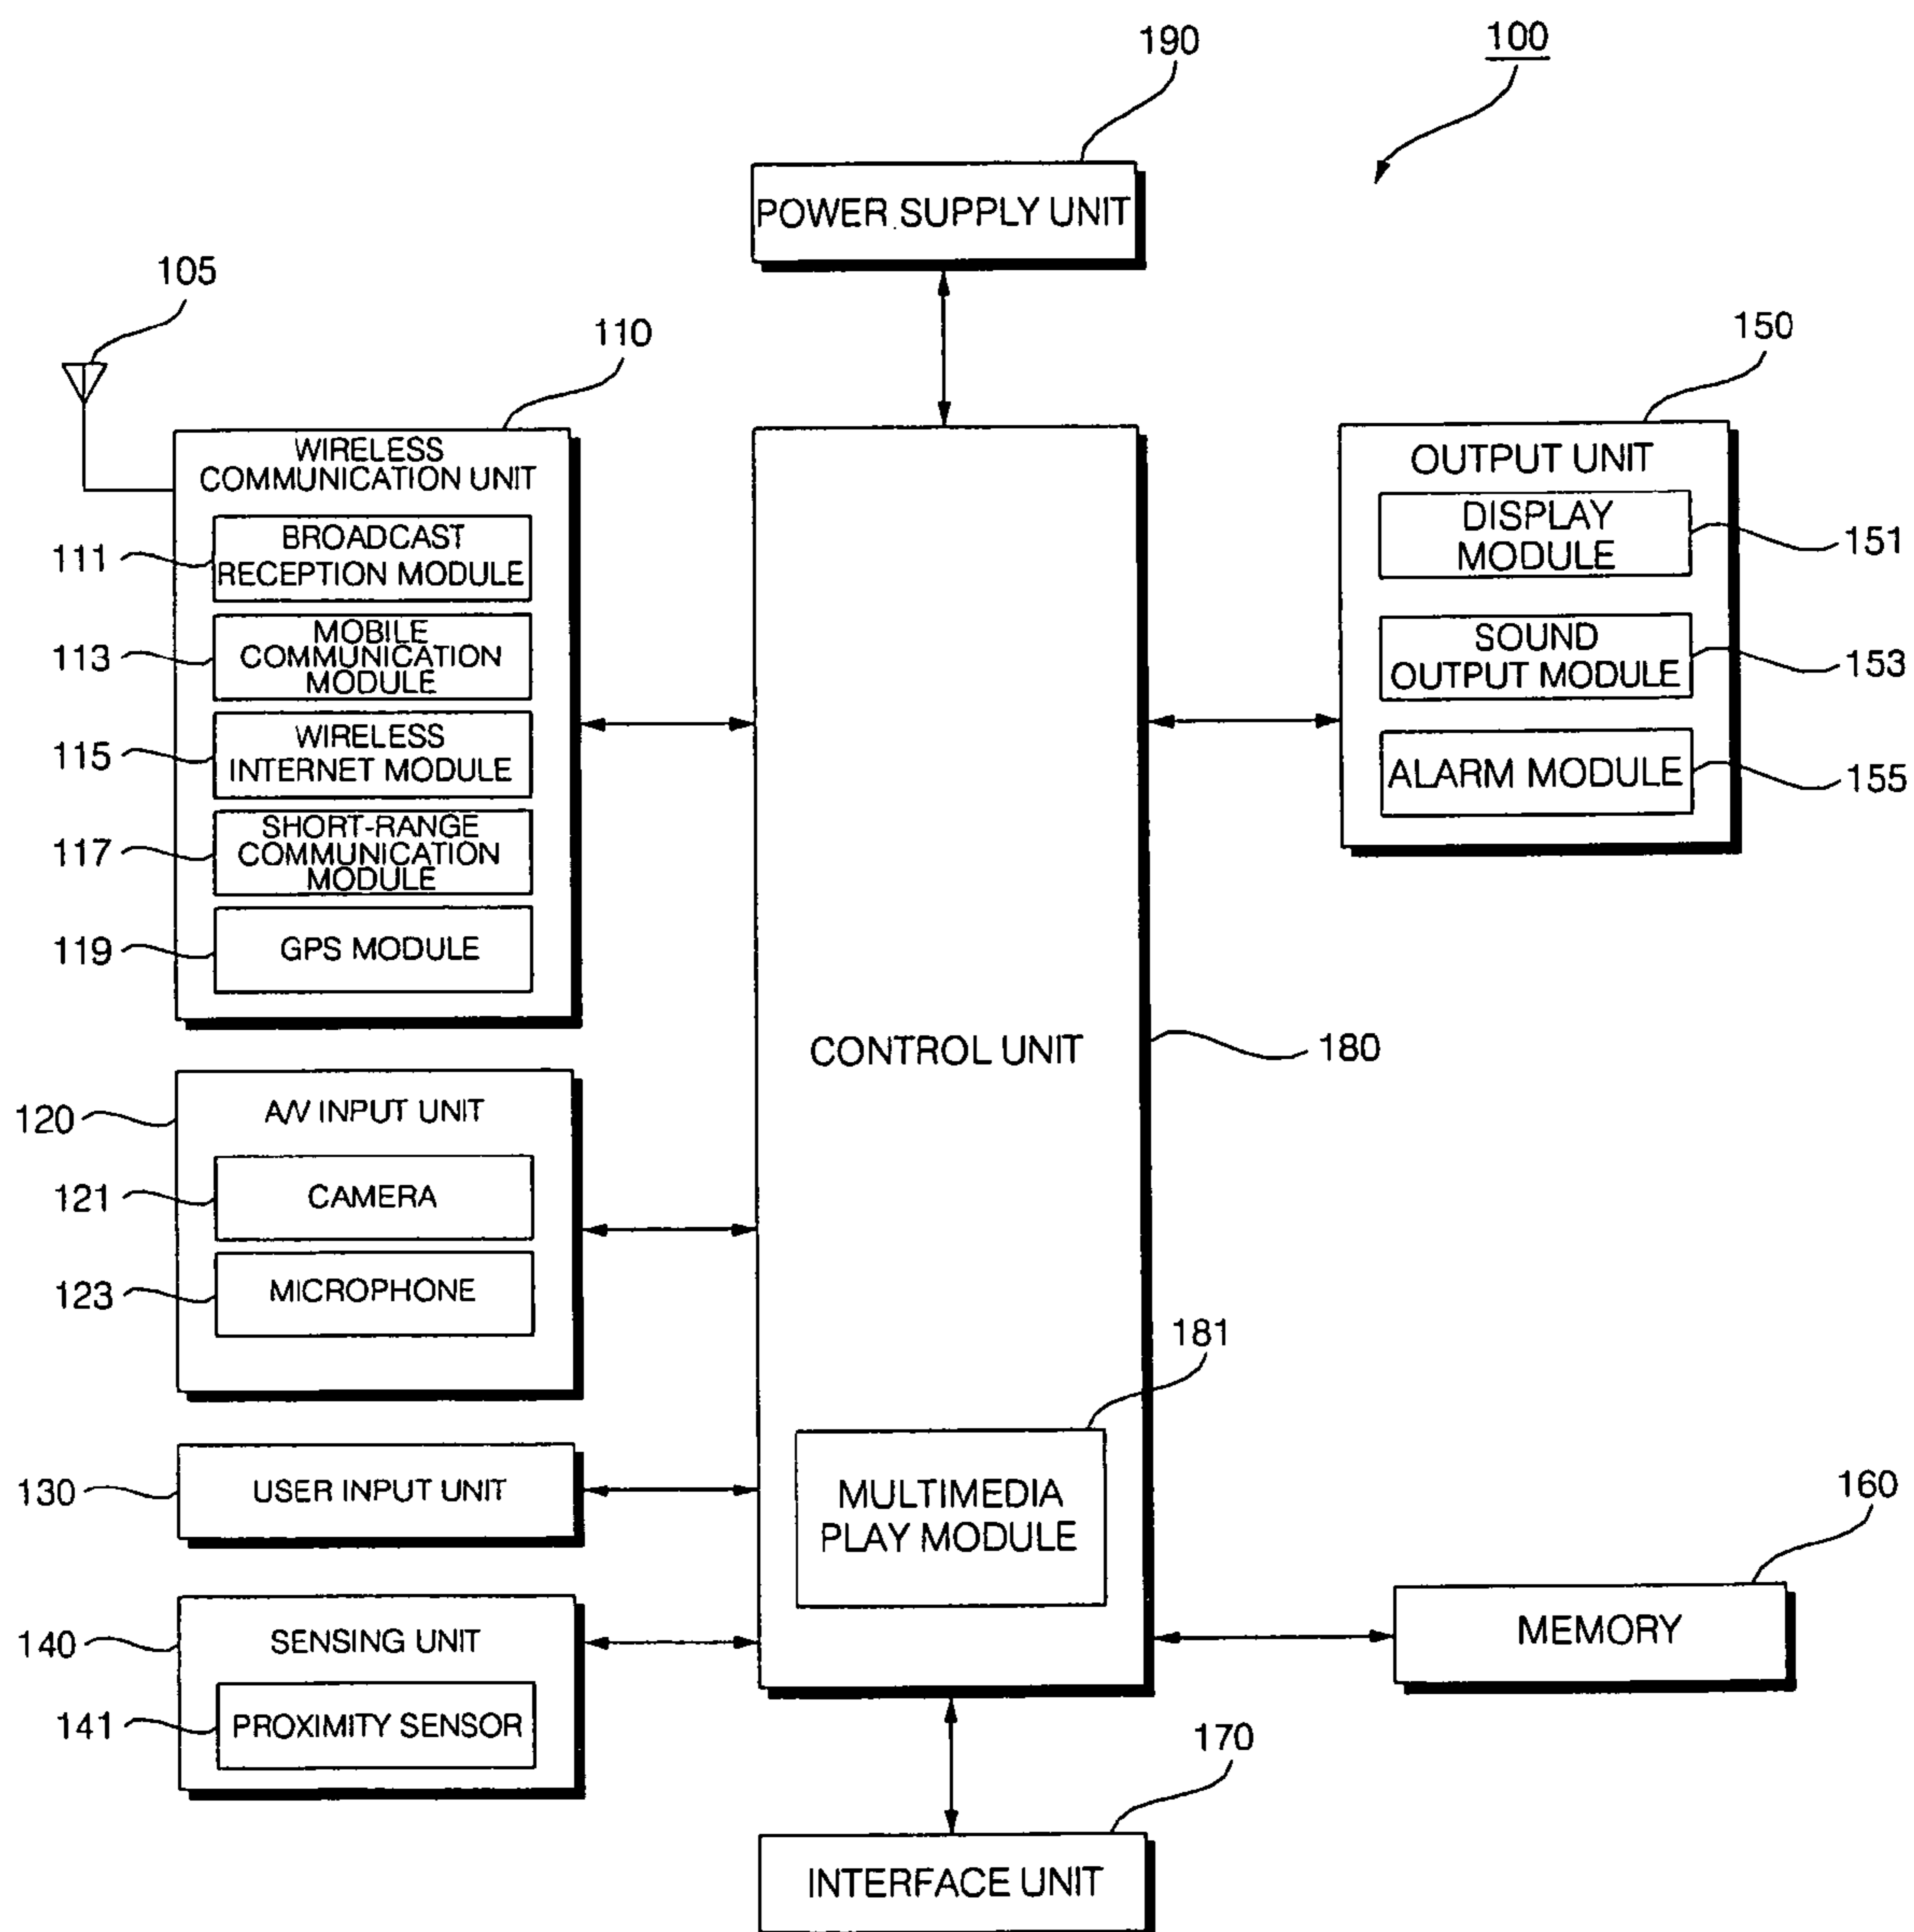 190
100
POWER SUPPLY UNIT
105
110
150
WIRELESS
COMMUNICATION UNIT
OUTPUT UNIT
111
BROADCAST
RECEPTION MODULE
DISPLAY
MODULE
151
113
MOBILE
COMMUNICATION
MODULE
SOUND
OUTPUT MODULE
153
115
WIRELESS
INTERNET MODULE
ALARM MODULE
155
117
SHORT-RANGE
COMMUNICATION
MODULE
119
GPS MODULE
CONTROL UNIT
180
120
A/V INPUT UNIT
121
CAMERA
123
MICROPHONE
181
130
USER INPUT UNIT
MULTIMEDIA
PLAY MODULE
160
140
SENSING UNIT
MEMORY
141
PROXIMITY SENSOR
170
INTERFACE UNIT